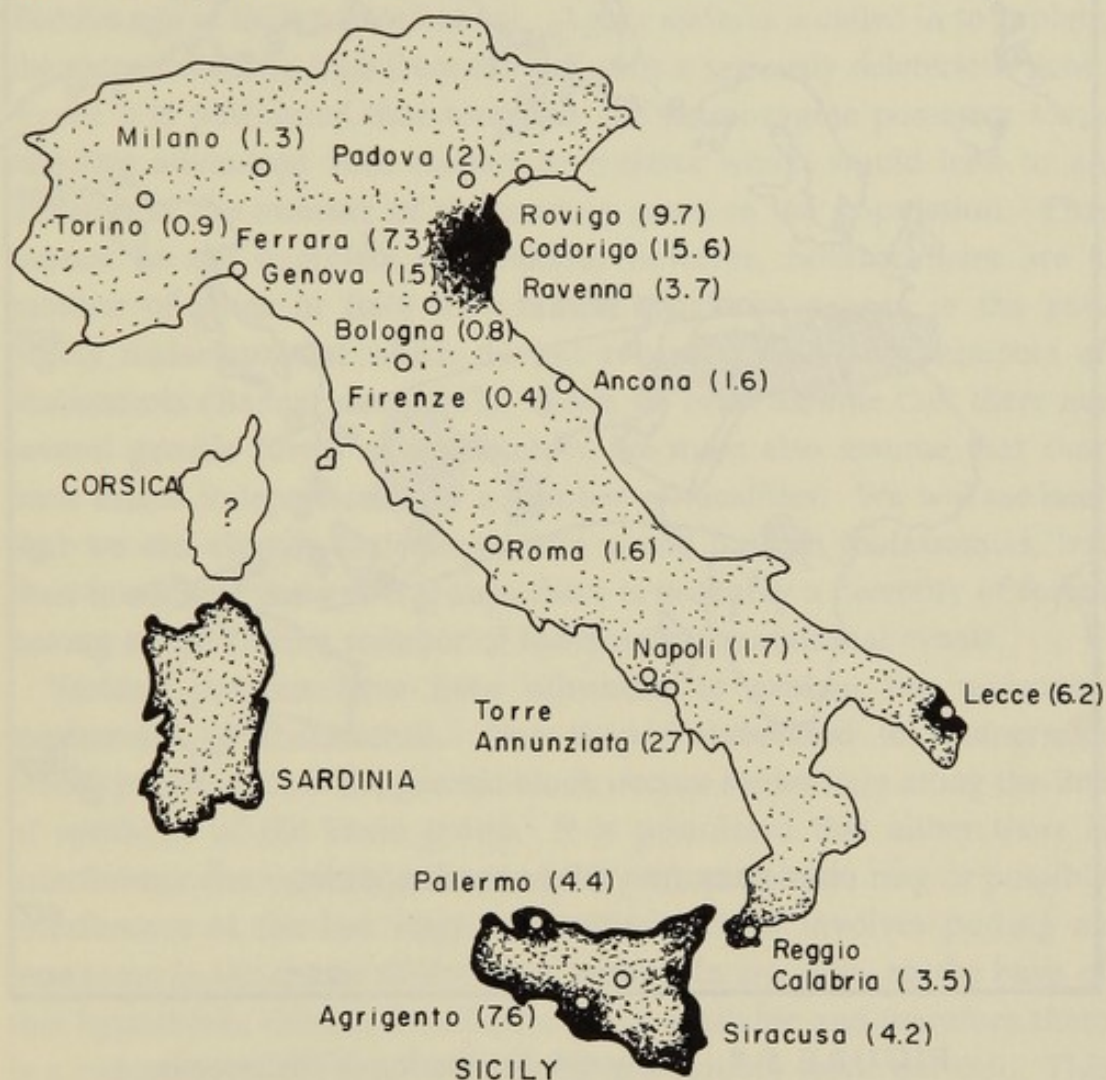 Milano (1.3)
Padova (2)
Torino (0.9)
Rovigo (9.7)
Ferrara (7.3)
Codorigo (15.6)
Genova (1.5)
Ravenna (3.7)
Bologna (0.8)
Ancona (1.6)
Firenze (0.4)
CORSICA
?
Roma (1.6)
Napoli (1.7)
Lecce (6.2)
Torre
Annunziata (2.7)
SARDINIA
Palermo (4.4)
Reggio
Calabria (3.5)
Agrigento (7.6)
Siracusa (4.2)
SICILY